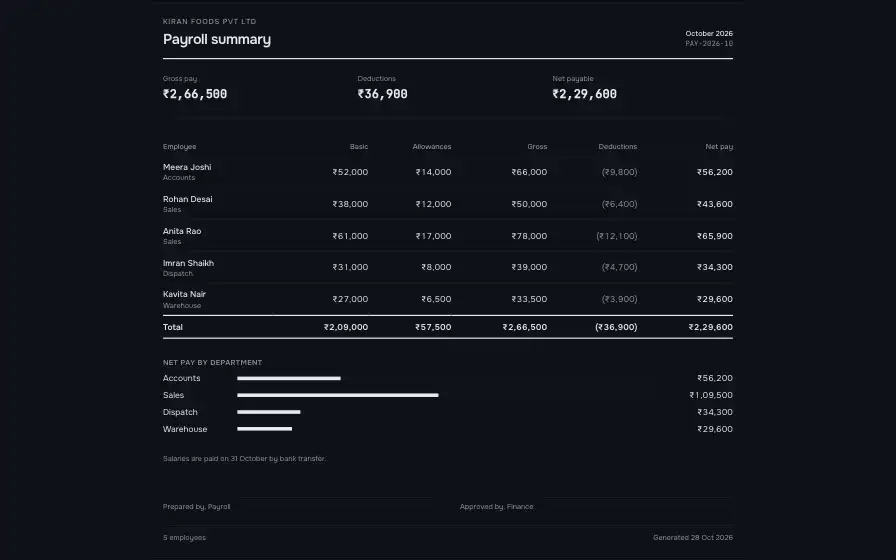 KIRAN FOODS PVT LTD
Payroll summary
October 2026
PAY-2026-10
Gross pay Deductions Net payable
₹2,66,500 ₹36,900 ₹2,29,600
Employee Basic Allowances Gross Deductions Net pay
Meera Joshi ₹52,000 ₹14,000 ₹66,000 (₹9,800) ₹56,200
Accounts
Rohan Desai ₹38,000 ₹12,000 ₹50,000 (₹6,400) ₹43,600
Sales
Anita Rao ₹61,000 ₹17,000 ₹78,000 (₹12,100) ₹65,900
Sales
Imran Shaikh ₹31,000 ₹8,000 ₹39,000 (₹4,700) ₹34,300
Dispatch
Kavita Nair ₹27,000 ₹6,500 ₹33,500 (₹3,900) ₹29,600
Warehouse
Total ₹2,09,000 ₹57,500 ₹2,66,500 (₹36,900) ₹2,29,600
NET PAY BY DEPARTMENT
Accounts ₹56,200
Sales ₹1,09,500
Dispatch ₹34,300
Warehouse ₹29,600
Salaries are paid on 31 October by bank transfer.
Prepared by, Payroll Approved by, Finance
5 employees Generated 28 Oct 2026